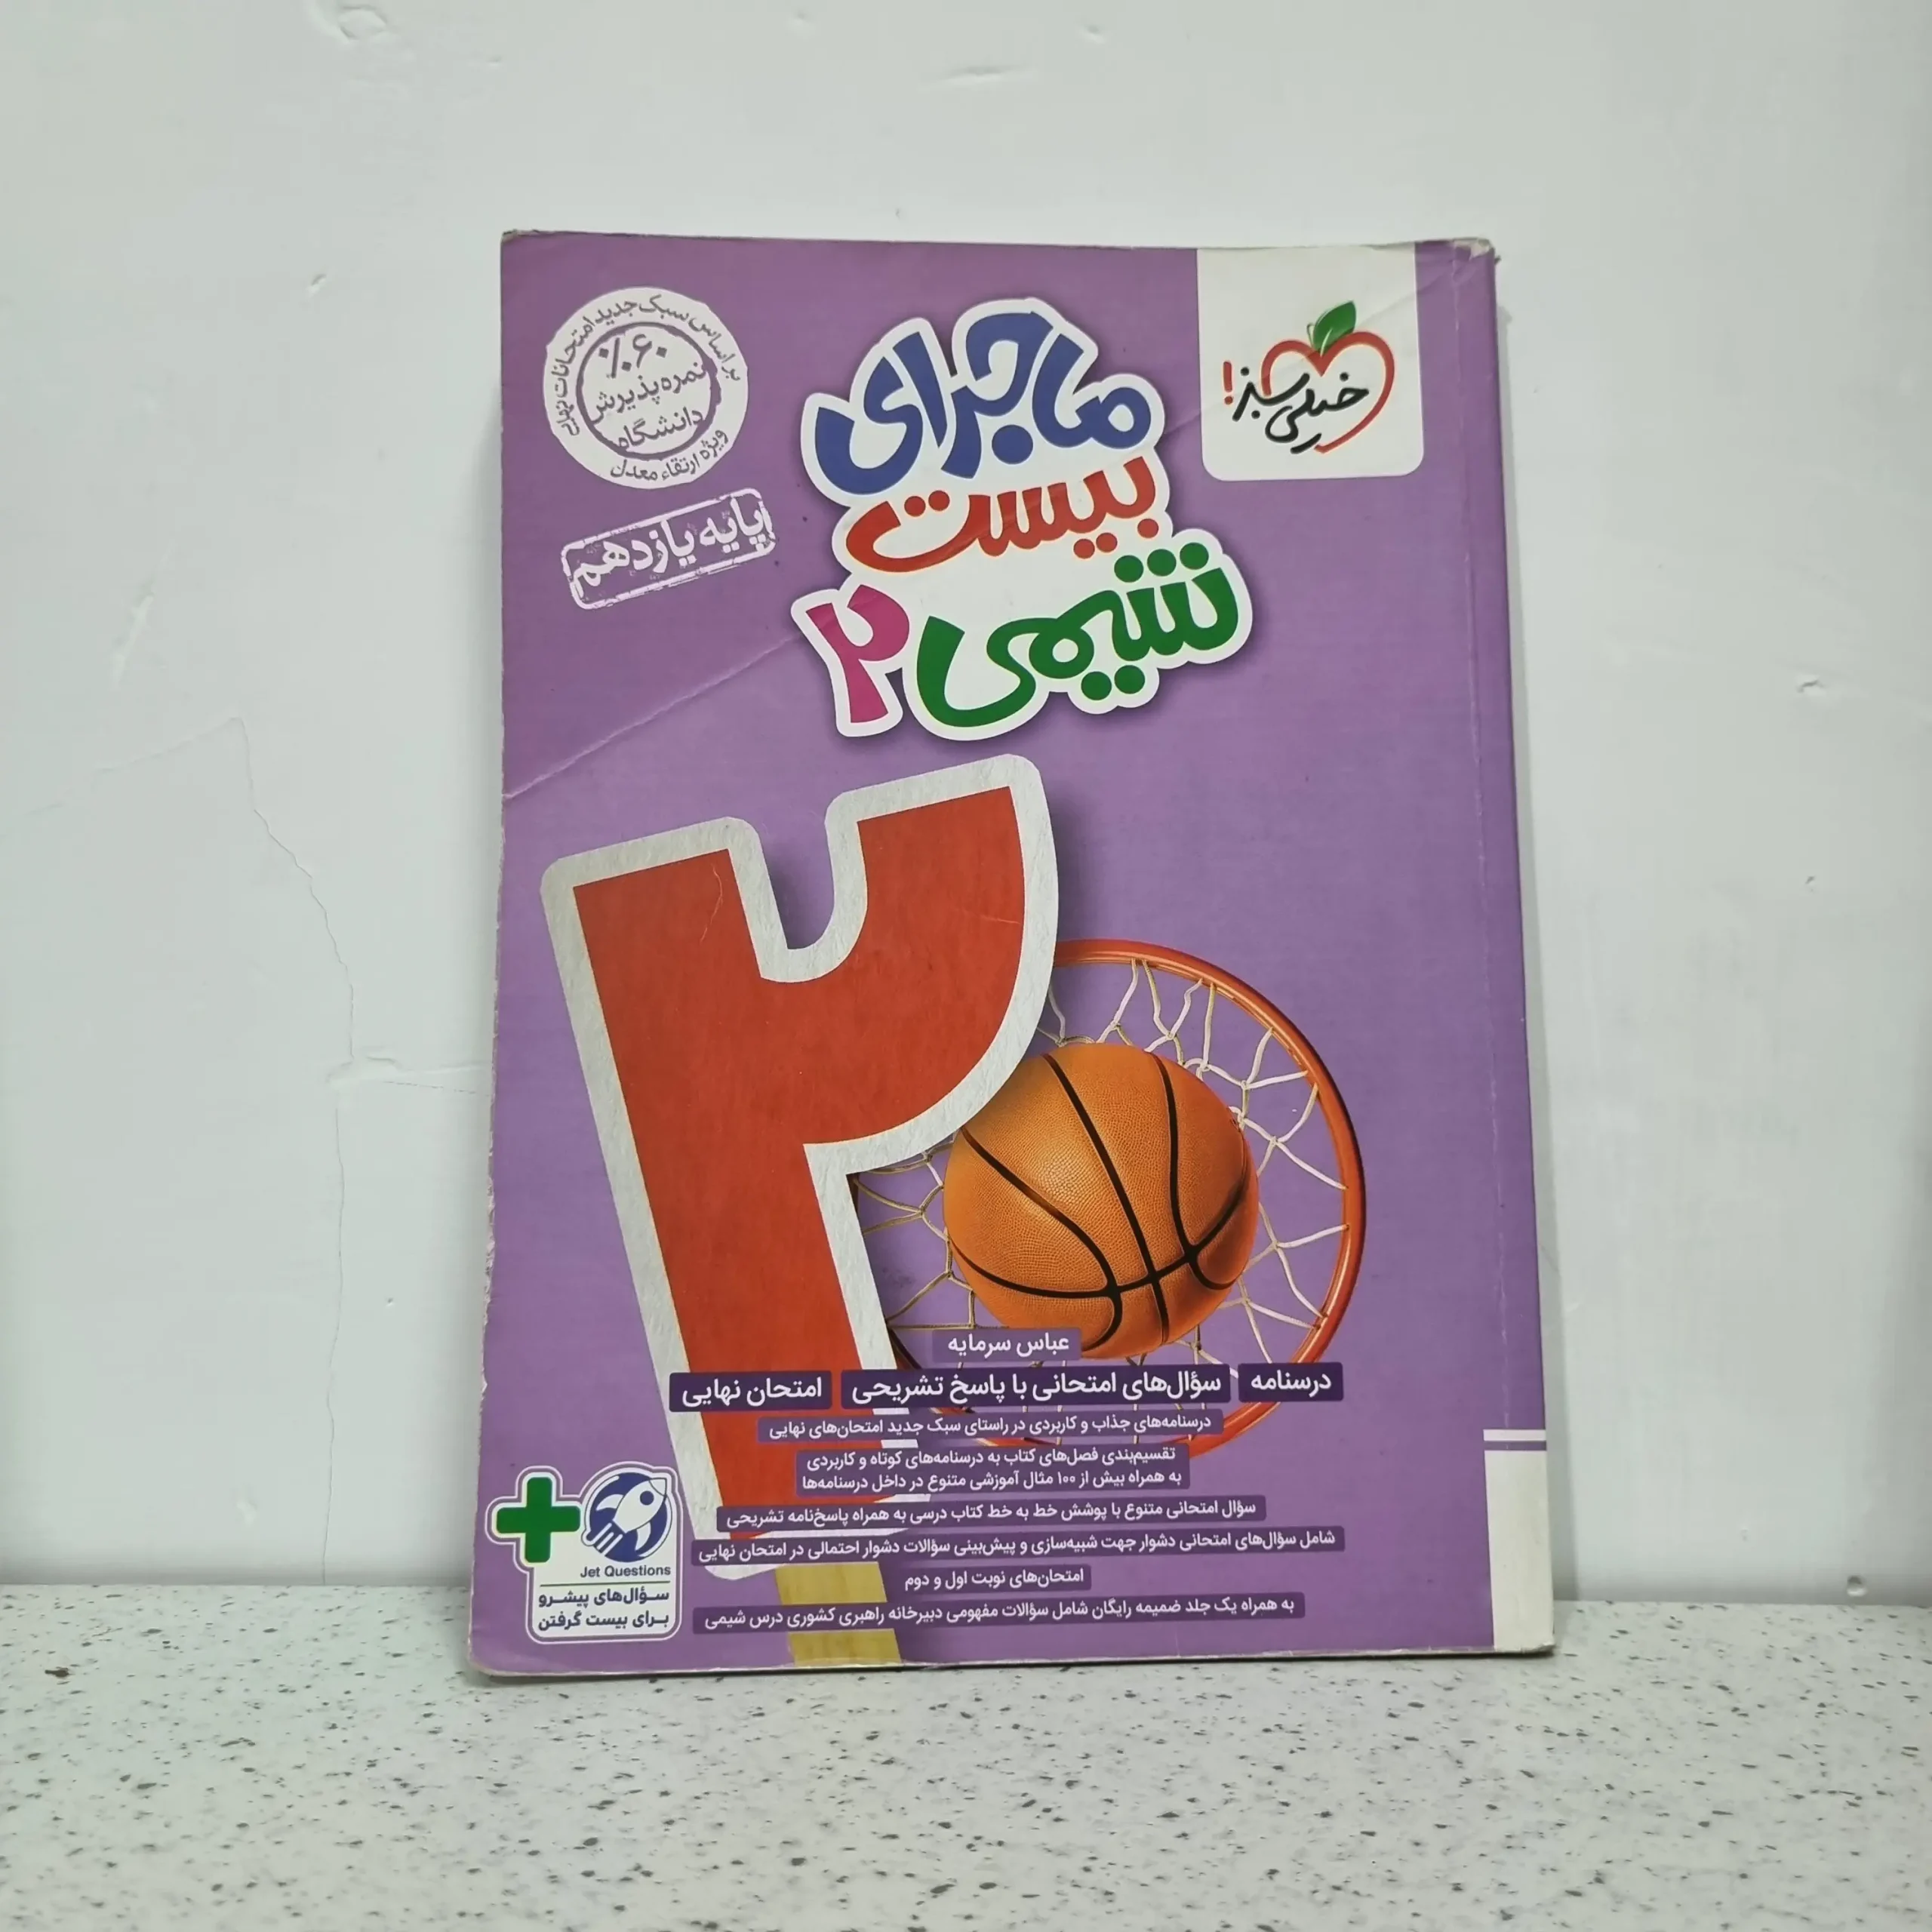 خیلی سبز!
ماجرای
بیست
شیمی ۲
بر اساس سبک جدید امتحانات نهایی
۶۰%
نمره پذیرش
دانشگاه
ویژه ارتقاء معدل
پایه یازدهم
۲
عباس سرمایه
درسنامه سؤال‌های امتحانی با پاسخ تشریحی امتحان نهایی
درسنامه‌های جذاب و کاربردی در راستای سبک جدید امتحان‌های نهایی
تقسیم‌بندی فصل‌های کتاب به درسنامه‌های کوتاه و کاربردی
به همراه بیش از ۱۰۰ مثال آموزشی متنوع در داخل درسنامه‌ها
سؤال امتحانی متنوع با پوشش خط به خط کتاب درسی به همراه پاسخ‌نامه تشریحی
شامل سؤال‌های امتحانی دشوار جهت شبیه‌سازی و پیش‌بینی سؤالات دشوار احتمالی در امتحان نهایی
امتحان‌های نوبت اول و دوم
به همراه یک جلد ضمیمه رایگان شامل سؤالات مفهومی دبیرخانه راهبری کشوری درس شیمی
Jet Questions
سؤال‌های پیشرو
برای بیست گرفتن